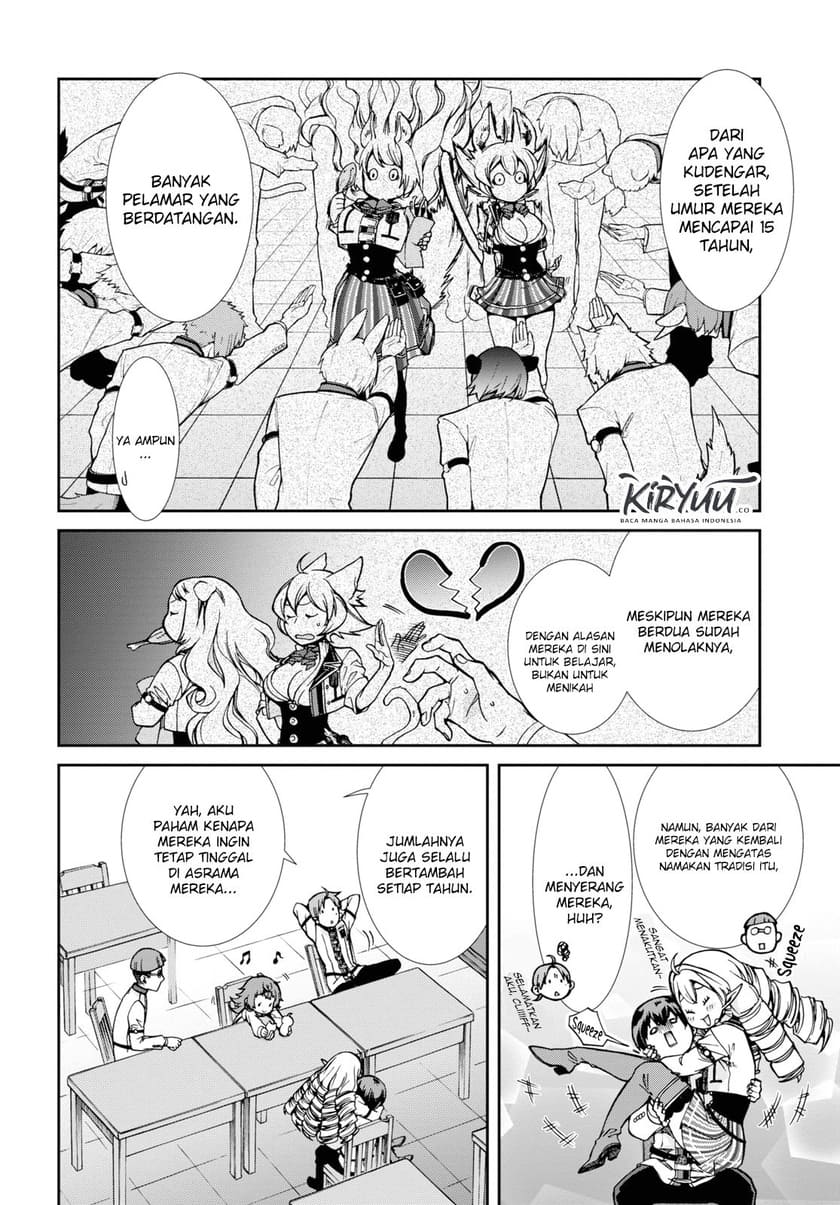 DARI
APA YANG
KUDENGAR,
SETELAH
UMUR MEREKA
MENCAPAI 15
TAHUN,
BANYAK
PELAMAR YANG
BERDATANGAN.
YA AMPUN
...
KIRYUU.CO
BACA MANGA BAHASA INDONESIA
MESKIPUN MEREKA
BERDUA SUDAH
MENOLAKNYA,
DENGAN ALASAN
MEREKA DI SINI
UNTUK BELAJAR,
BUKAN UNTUK
MENIKAH
NAMUN, BANYAK DARI
MEREKA YANG KEMBALI
DENGAN MENGATAS
NAMAKAN TRADISI ITU,
...DAN
MENYERANG
MEREKA,
HUH?
SANGAT
MENAKUTKAN-
SELAMATKAN
AKU, CLIIIFF-
Squeeze
Squeeze
JUMLAHNYA
JUGA SELALU
BERTAMBAH
SETIAP TAHUN.
YAH, AKU
PAHAM KENAPA
MEREKA INGIN
TETAP TINGGAL
DI ASRAMA
MEREKA...